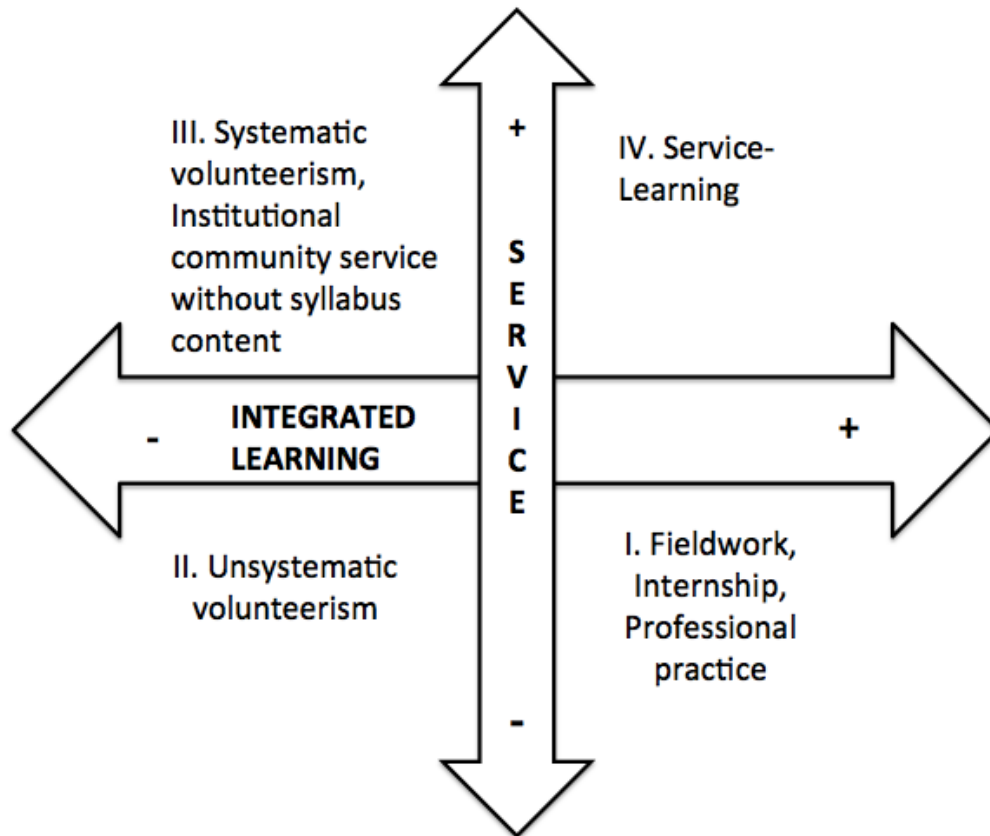 III. Systematic
volunteerism,
Institutional
community service
without syllabus
content
+
IV. Service-
Learning
S
E
R
V
I
C
E
-
INTEGRATED
LEARNING
+
II. Unsystematic
volunteerism
I. Fieldwork,
Internship,
Professional
practice
-